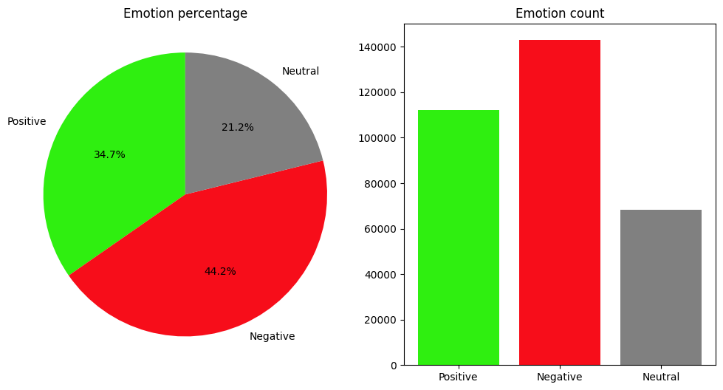 Emotion percentage
Positive
34.7%
Neutral
21.2%
44.2%
Negative
Emotion count
140000
120000
100000
80000
60000
40000
20000
0
Positive
Negative
Neutral